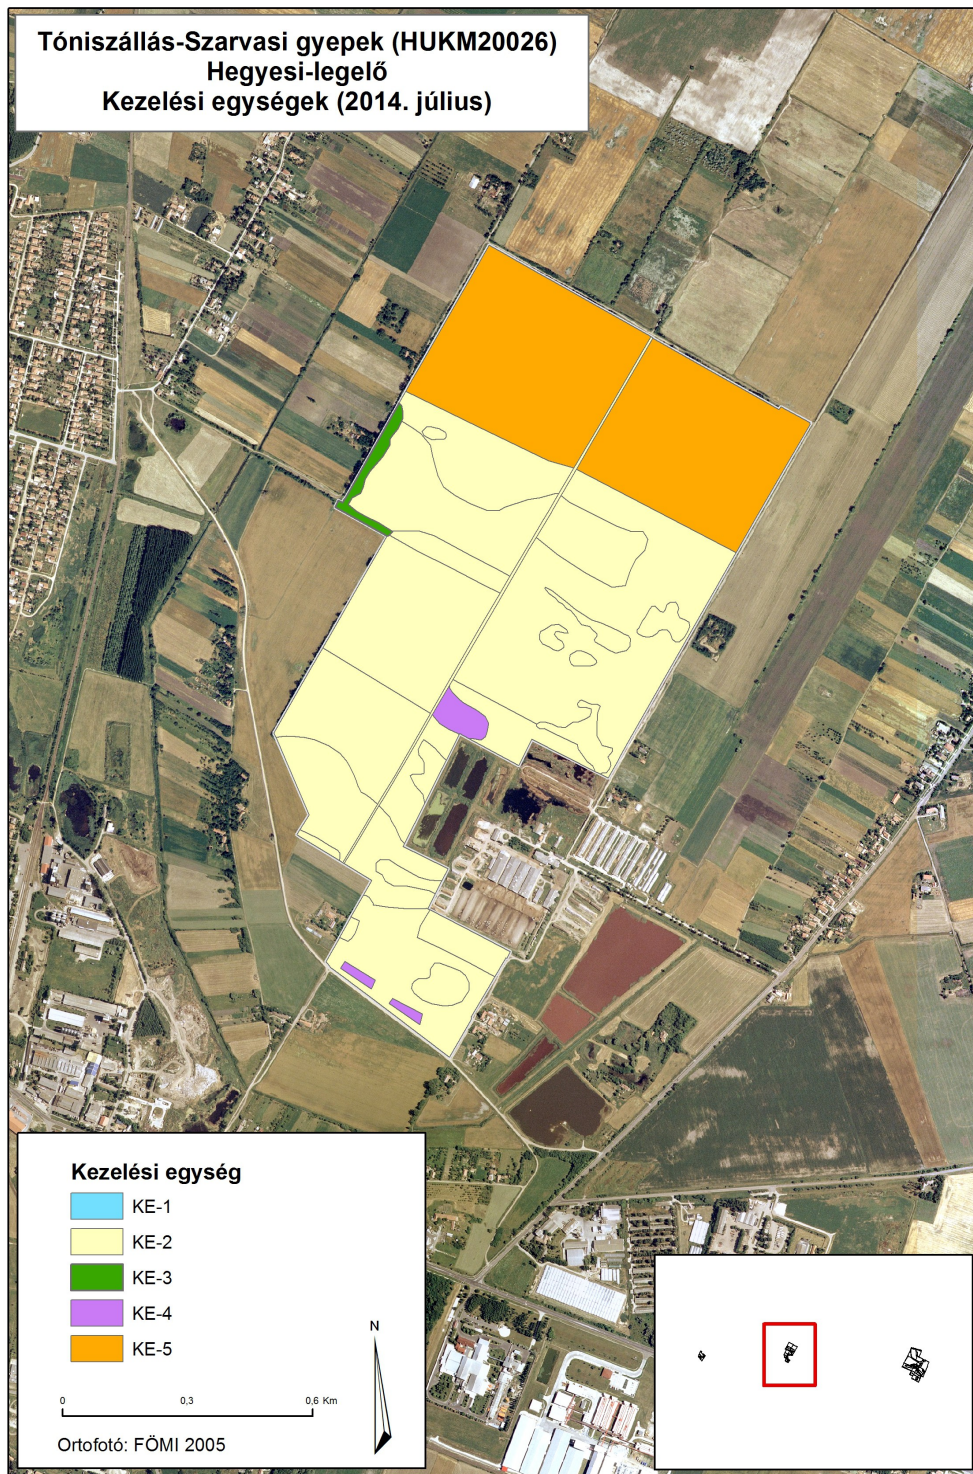 Tóniszállás-Szarvasi gyepek (HUKM20026)
Hegyesi-legelő
Kezelési egységek (2014. július)
Kezelési egység
KE-1
KE-2
KE-3
KE-4
KE-5
N
0 0,3 0,6 Km
Ortofotó: FÖMI 2005